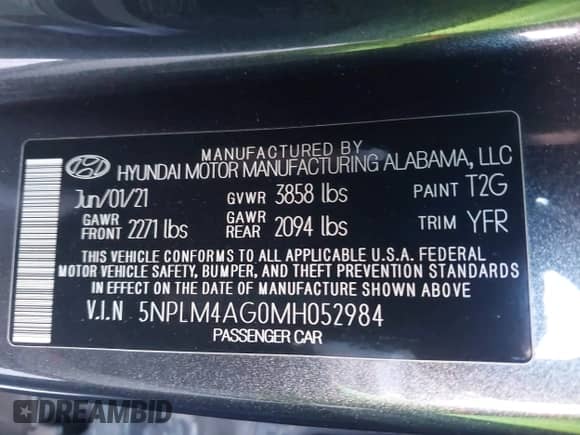 MANUFACTURED BY
HYUNDAI MOTOR MANUFACTURING ALABAMA, LLC
Jun/01/21 GVWR 3858 lbs PAINT T2G
GAWR FRONT 2271 lbs GAWR REAR 2094 lbs TRIM YFR
THIS VEHICLE CONFORMS TO ALL APPLICABLE U.S.A. FEDERAL
MOTOR VEHICLE SAFETY, BUMPER, AND THEFT PREVENTION STANDARDS
IN EFFECT ON THE DATE OF MANUFACTURE SHOWN ABOVE
V.I.N 5NPLM4AG0MH052984
PASSENGER CAR
DREAMBID